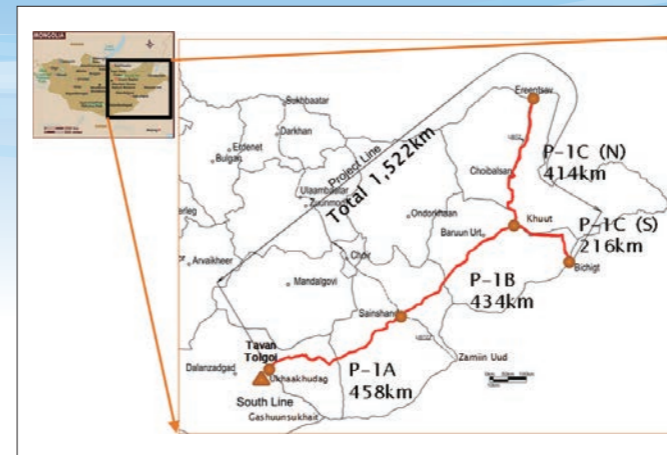 MONGOLIA
Ereentsav
Sukhbaatar
Darkhan
Erdenet
Bulgan
Project Line
Total 1,522km
Choibalsan
P-1C (N)
414km
Ulaambaatar
Zuunmod
Ondorkhaan
Khuut
Baruun Urt
P-1C (S)
216km
Arvaikheer
Choir
Bichigt
Mandalgovi
P-1B
434km
Sainshand
Tavan
Tolgoi
Zamiin Uud
Dalanzadgad
Ukhaakhudag
P-1A
458km
South Line
Gashuunsukhait